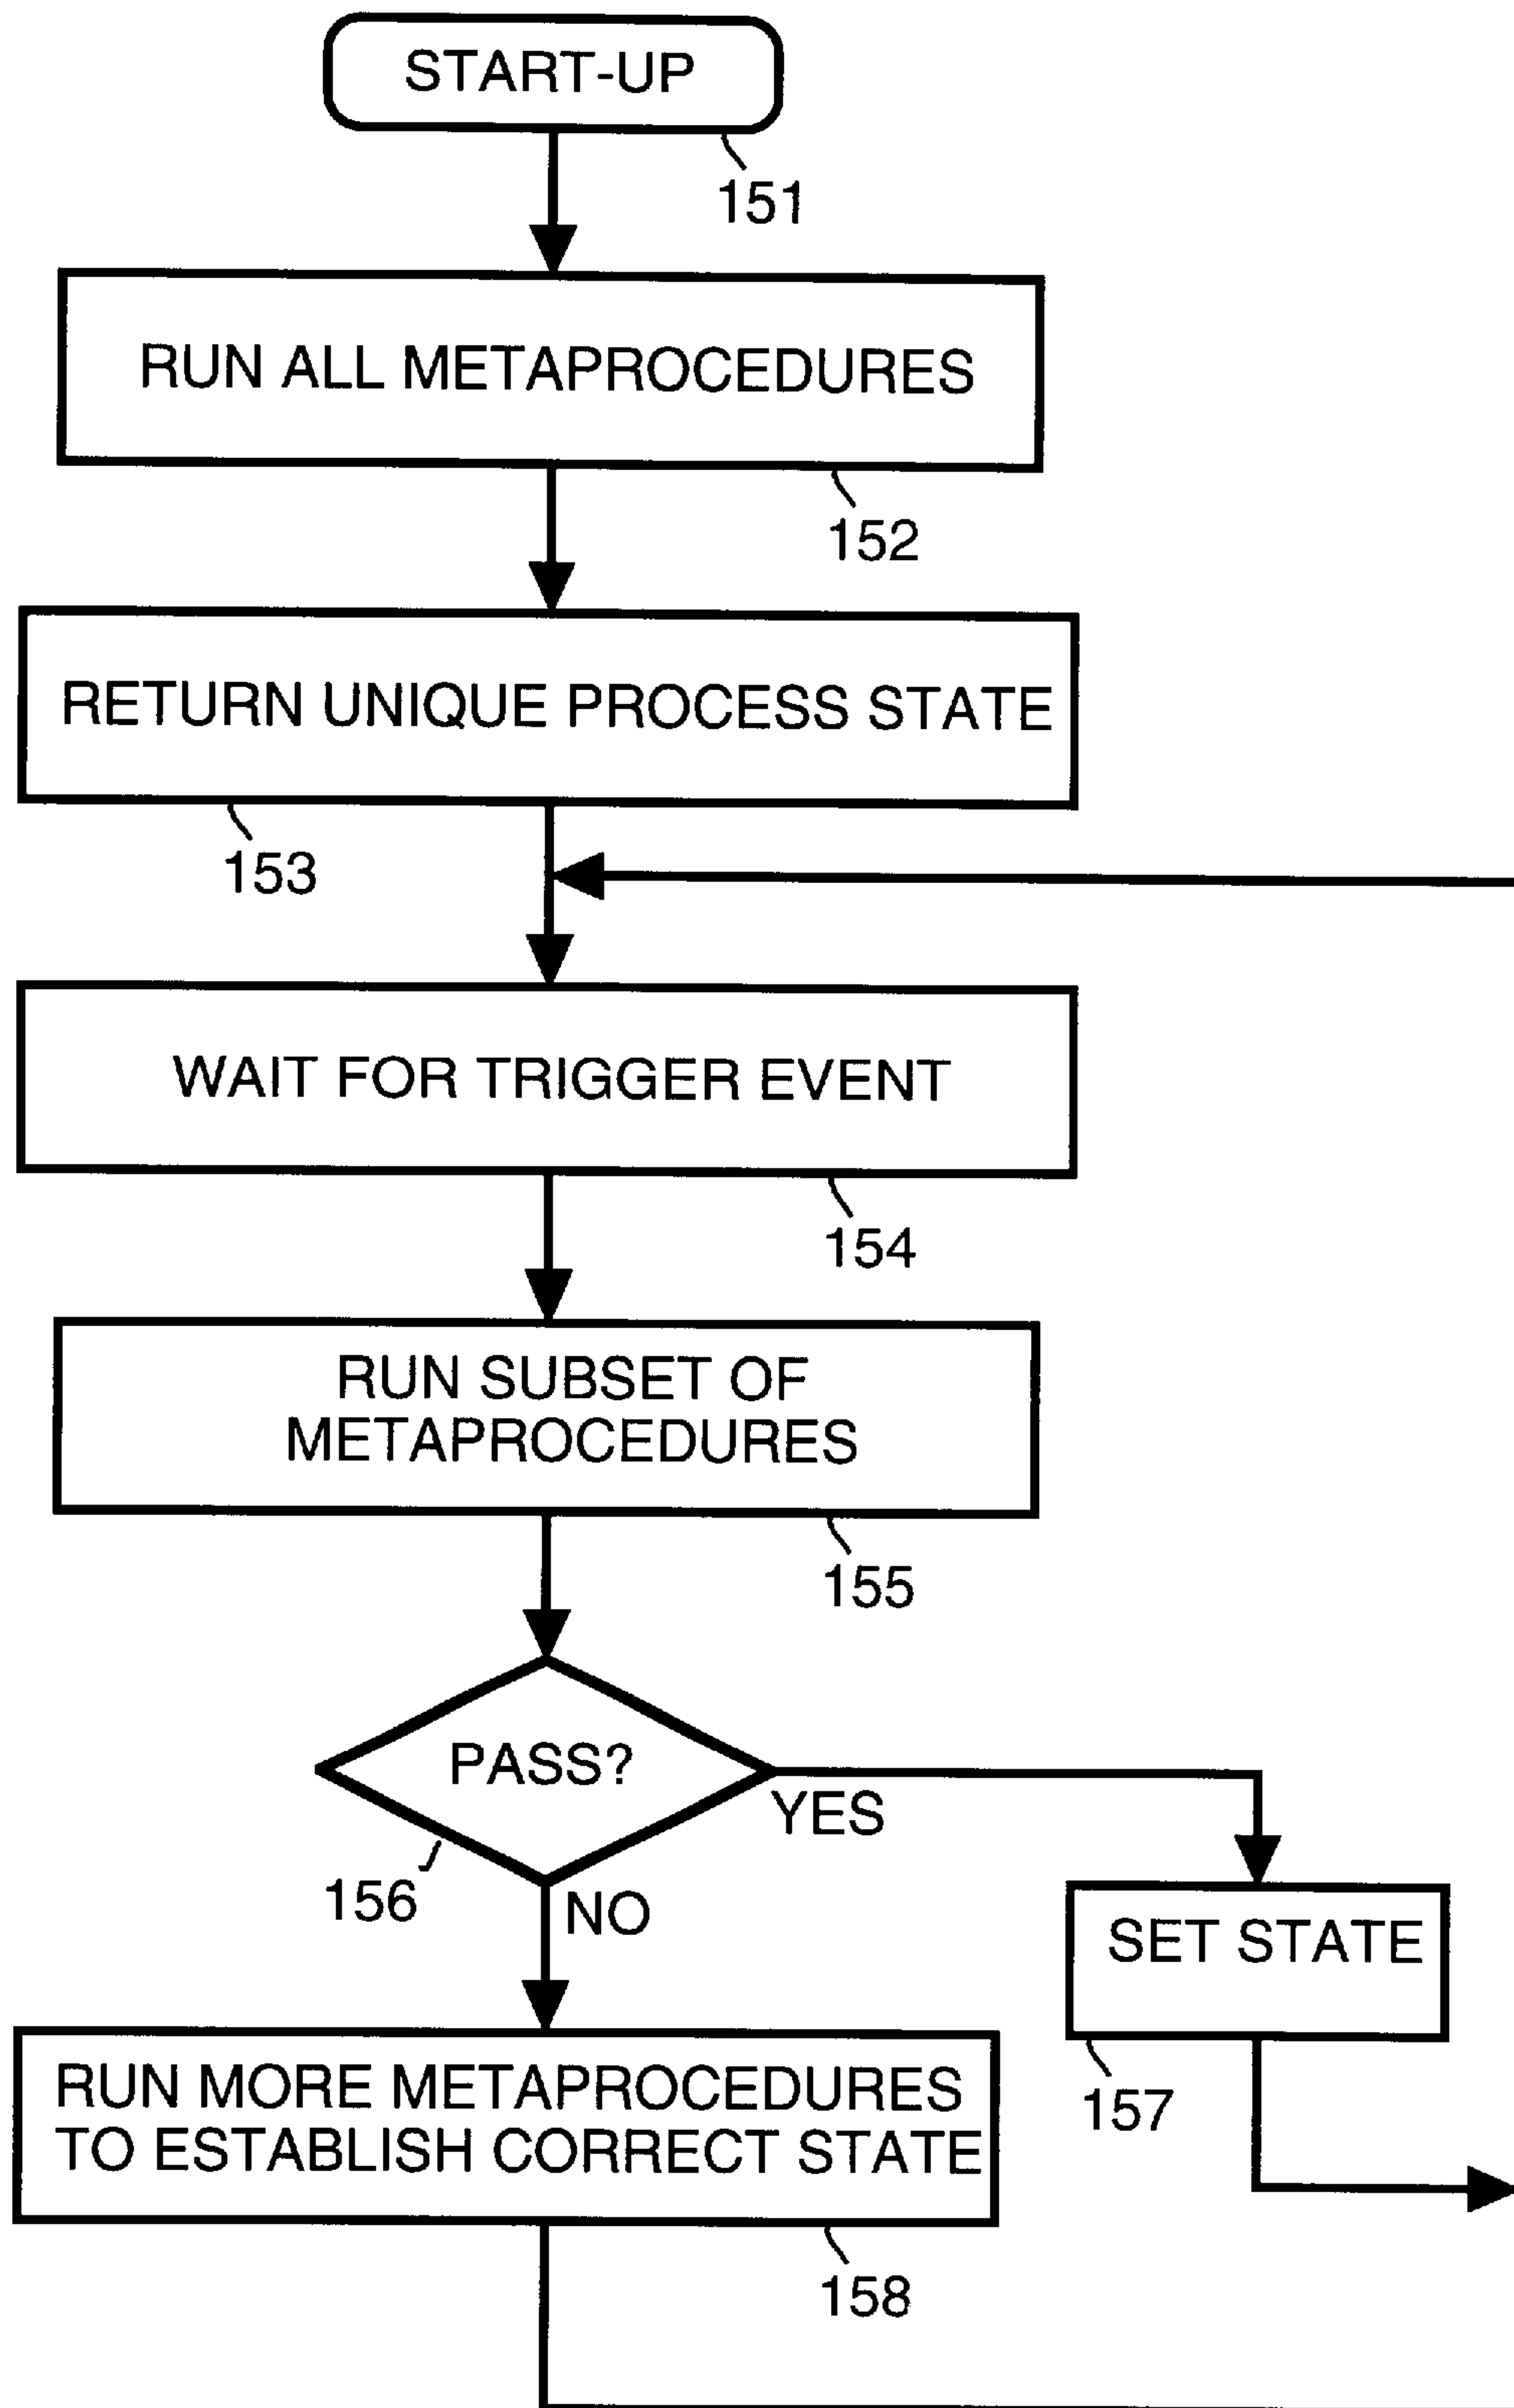 START-UP
151
RUN ALL METAPROCEDURES
152
RETURN UNIQUE PROCESS STATE
153
WAIT FOR TRIGGER EVENT
154
RUN SUBSET OF
METAPROCEDURES
155
PASS?
YES
156
NO
SET STATE
157
RUN MORE METAPROCEDURES
TO ESTABLISH CORRECT STATE
158